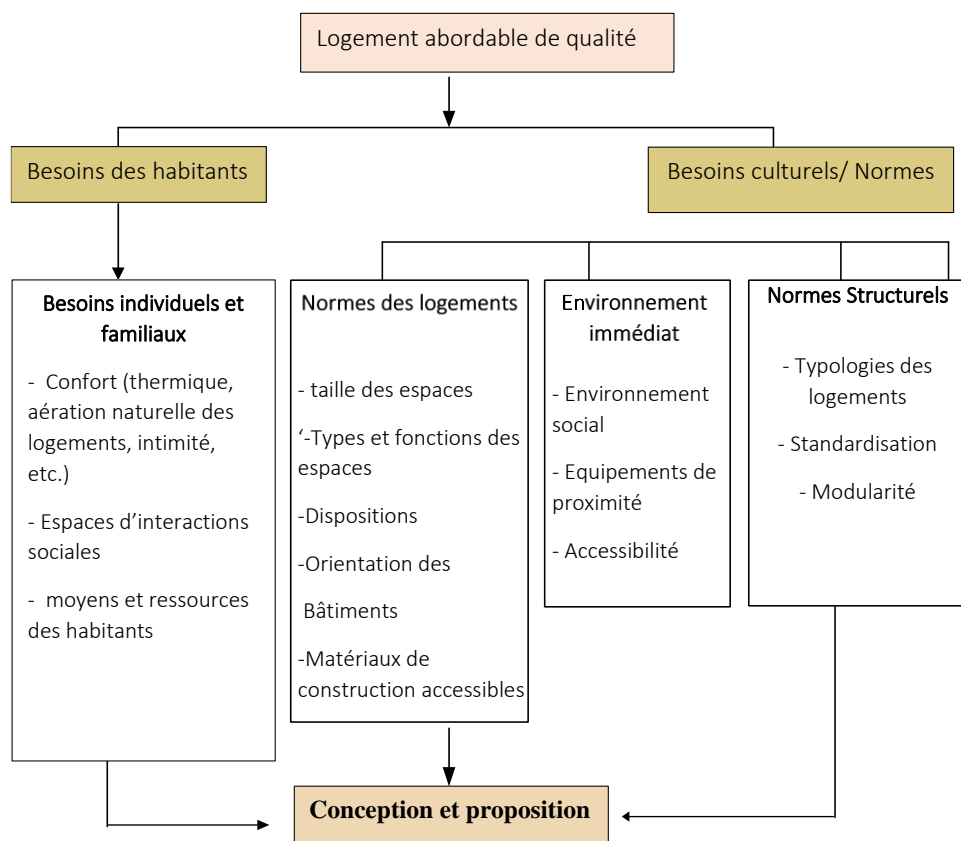 Logement abordable de qualité
Besoins des habitants
Besoins culturels/ Normes
Besoins individuels et
familiaux
- Confort (thermique,
aération naturelle des
logements, intimité,
etc.)
- Espaces d’interactions
sociales
- moyens et ressources
des habitants
Normes des logements
- taille des espaces
‘-Types et fonctions des
espaces
-Dispositions
-Orientation des
Bâtiments
-Matériaux de
construction accessibles
Environnement
immédiat
- Environnement
social
- Equipements de
proximité
- Accessibilité
Normes Structurels
- Typologies des
logements
- Standardisation
- Modularité
Conception et proposition